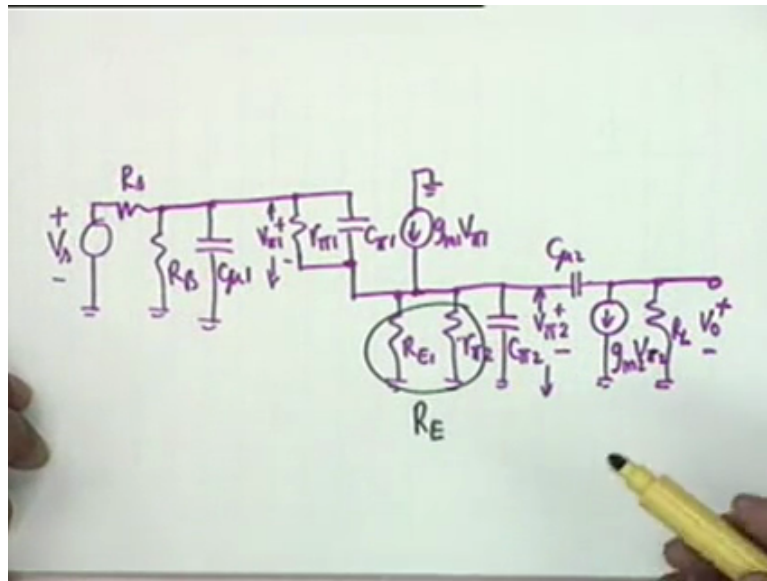 Rs
+
Vs
-
RB
Cμ1
+
Vπ1
-
rπ1
Cπ1
gm1Vπ1
RE1
rπ2
RE
Cπ2
+
Vπ2
-
Cμ2
gm2Vπ2
RL
+
Vo
-